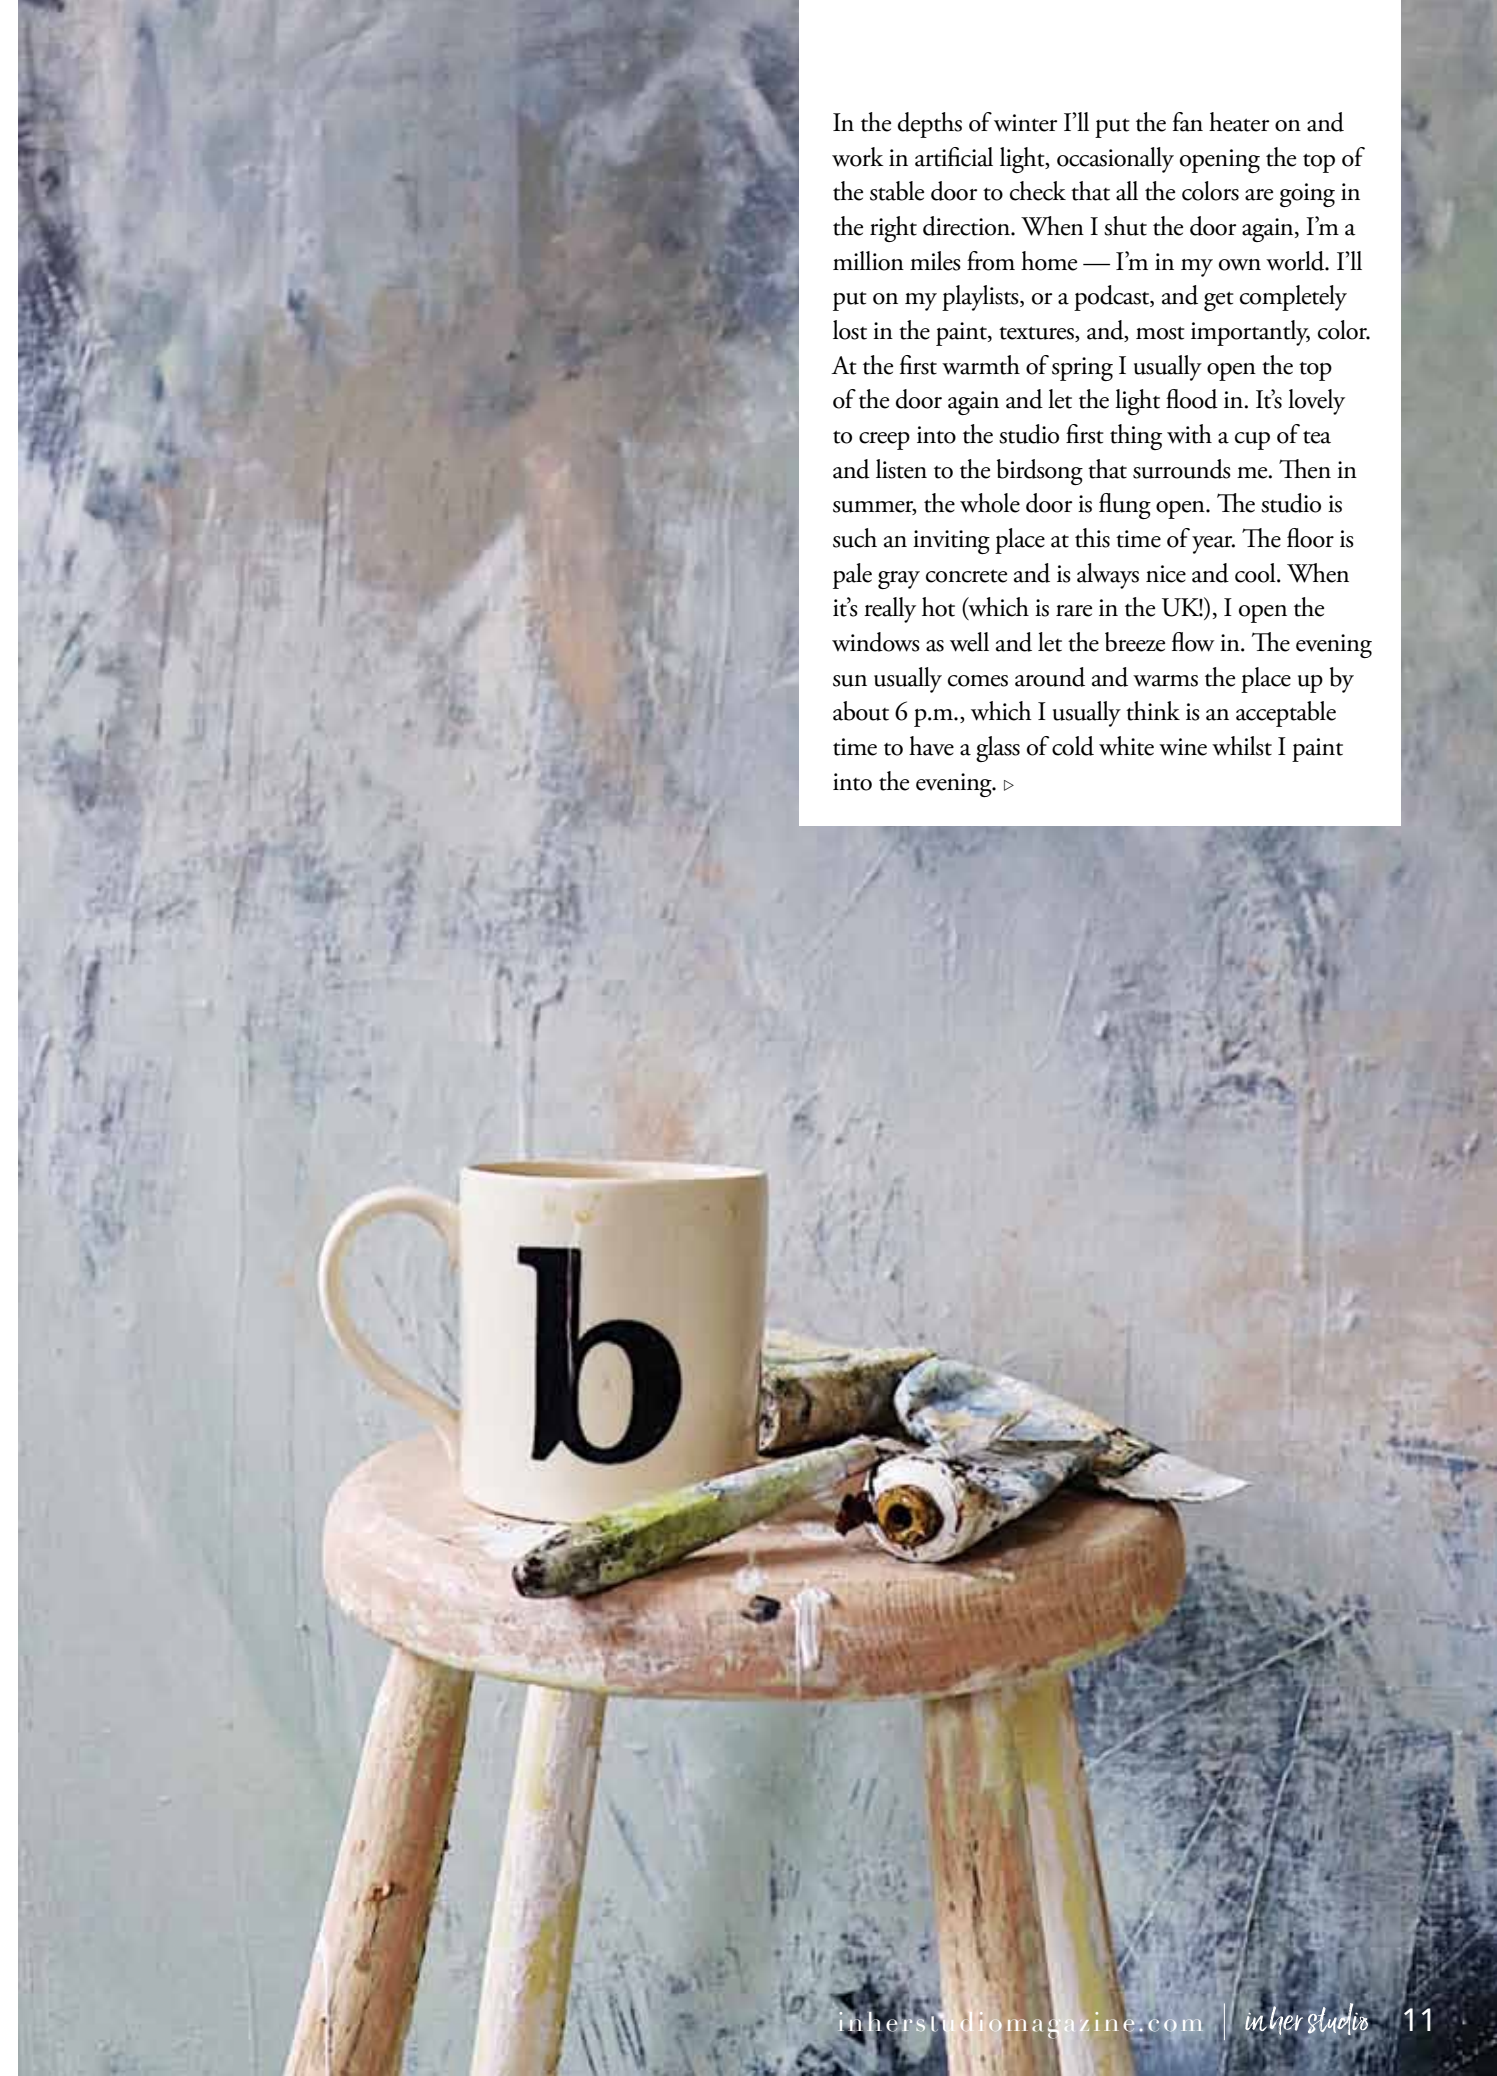 In the depths of winter I’ll put the fan heater on and
work in artificial light, occasionally opening the top of
the stable door to check that all the colors are going in
the right direction. When I shut the door again, I’m a
million miles from home — I’m in my own world. I’ll
put on my playlists, or a podcast, and get completely
lost in the paint, textures, and, most importantly, color.
At the first warmth of spring I usually open the top
of the door again and let the light flood in. It’s lovely
to creep into the studio first thing with a cup of tea
and listen to the birdsong that surrounds me. Then in
summer, the whole door is flung open. The studio is
such an inviting place at this time of year. The floor is
pale gray concrete and is always nice and cool. When
it’s really hot (which is rare in the UK!), I open the
windows as well and let the breeze flow in. The evening
sun usually comes around and warms the place up by
about 6 p.m., which I usually think is an acceptable
time to have a glass of cold white wine whilst I paint
into the evening. ▷
b
inherstudiomagazine.com | in her studio 11